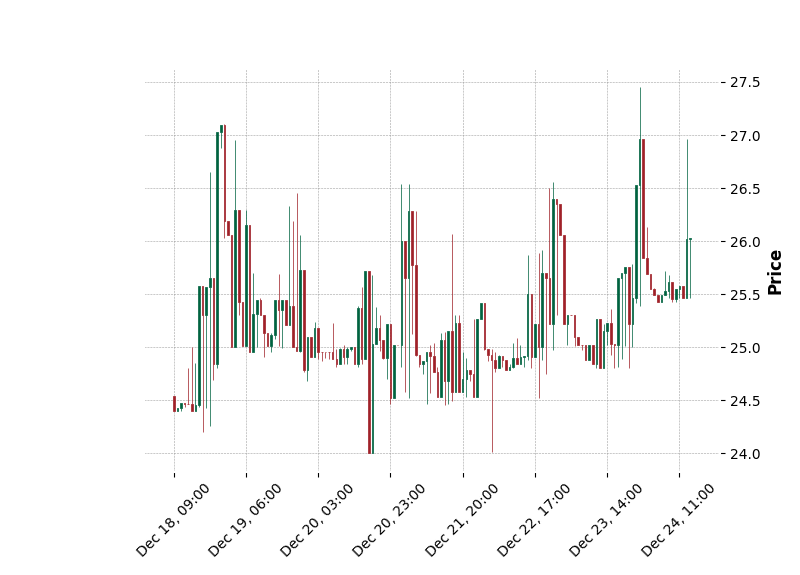 27.5
27.0
26.5
26.0
25.5
25.0
24.5
24.0
Price
Dec 18, 09:00
Dec 19, 06:00
Dec 20, 03:00
Dec 20, 23:00
Dec 21, 20:00
Dec 22, 17:00
Dec 23, 14:00
Dec 24, 11:00